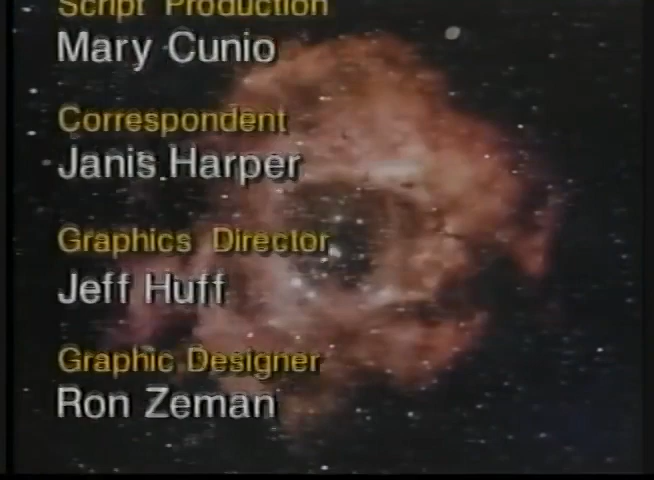 Script Production
Mary Cunio
Correspondent
Janis Harper
Graphics Director
Jeff Huff
Graphic Designer
Ron Zeman